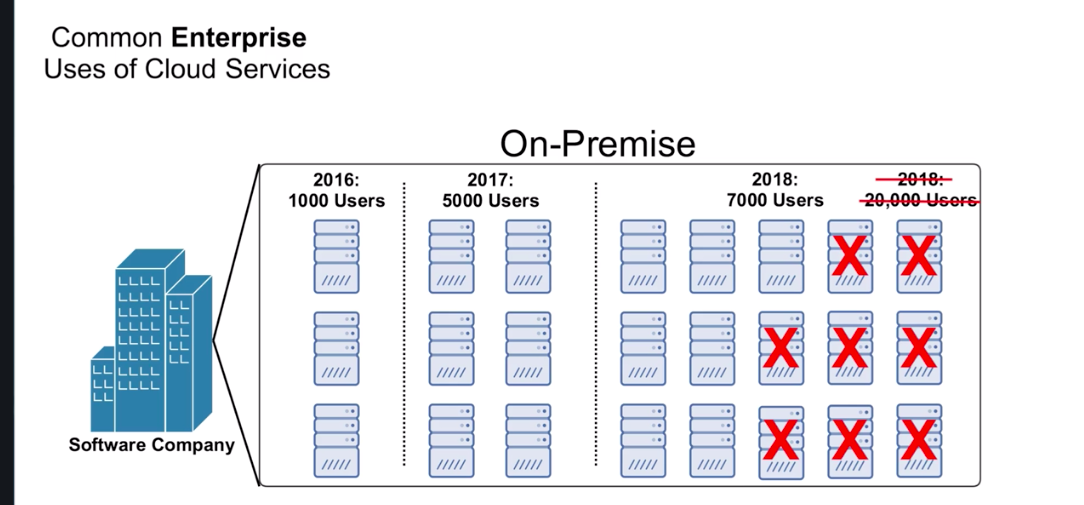 Common Enterprise
Uses of Cloud Services
On-Premise
2016:
1000 Users
2017:
5000 Users
2018:
7000 Users
2018:
20,000 Users
Software Company